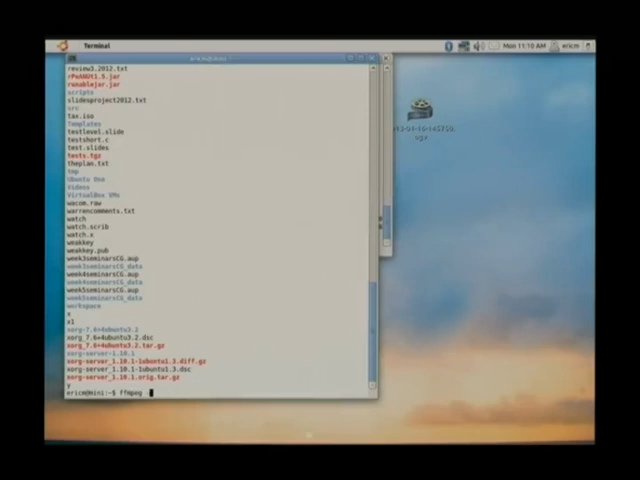 Terminal
Mon 11:10 AM
ericm
ericm@mini: ~
review3.2012.txt
runablejar.jar
scripts
slidesproject2012.txt
src
tax.iso
Templates
testlevel.slide
testshort.c
test.slides
tests.tgz
theplan.txt
tmp
Ubuntu One
Videos
VirtualBox VMs
wacom.raw
warrencomments.txt
watch
watch.scrib
watch.x
weakkey
weakkey.pub
week3seminarsCG.aup
week3seminarsCG_data
week4seminarsCG.aup
week4seminarsCG_data
week5seminarsCG.aup
week5seminarsCG_data
workspace
x
x1
xorg_7.6+4ubuntu3.2.dsc
xorg_7.6+4ubuntu3.2.tar.gz
xorg-server-1.10.1
xorg-server_1.10.1-1ubuntu1.3.diff.gz
xorg-server_1.10.1-1ubuntu1.3.dsc
xorg-server_1.10.1.orig.tar.gz
y
ericm@mini:~$ ffmpeg